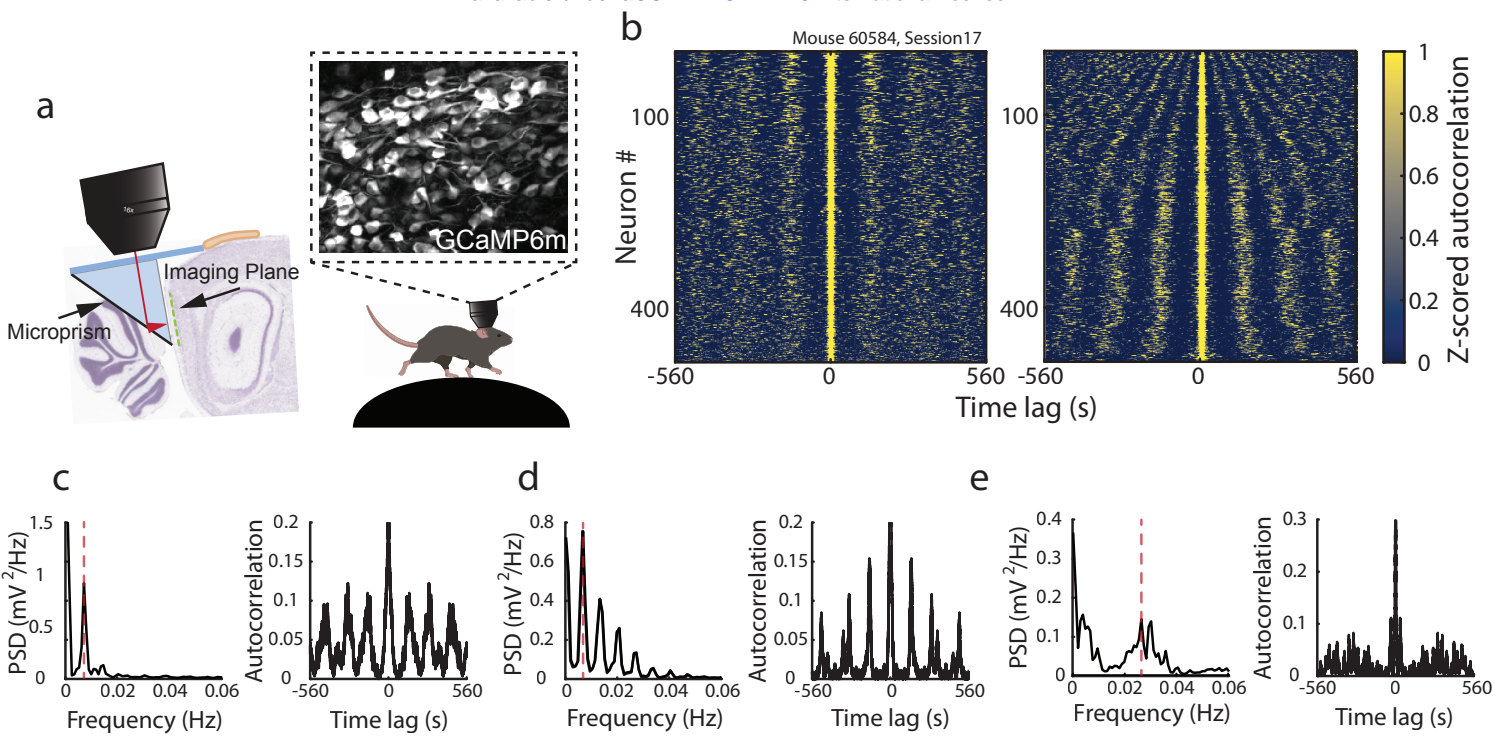 a
16x
Imaging Plane
Microprism
GCaMP6m
b
Mouse 60584, Session17
Neuron #
100
400
-560
0
560
100
400
-560
0
560
Time lag (s)
1
0.8
0.6
0.4
0.2
0
Z-scored autocorrelation
c
PSD (mV²/Hz)
1.5
1
0.5
0
0
0.02
0.04
0.06
Frequency (Hz)
Autocorrelation
0.2
0.15
0.1
0.05
0
-560
0
560
Time lag (s)
d
PSD (mV²/Hz)
0.8
0.6
0.4
0.2
0
0
0.02
0.04
0.06
Frequency (Hz)
Autocorrelation
0.2
0.15
0.1
0.05
0
-560
0
560
Time lag (s)
e
PSD (mV²/Hz)
0.4
0.3
0.2
0.1
0
0
0.02
0.04
0.06
Frequency (Hz)
Autocorrelation
0.3
0.2
0.1
0
-560
0
560
Time lag (s)